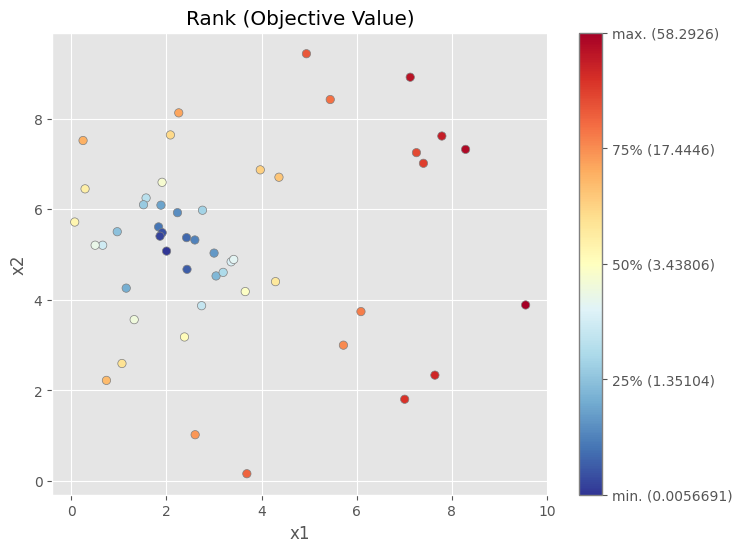 Rank (Objective Value)
max. (58.2926)
75% (17.4446)
50% (3.43806)
25% (1.35104)
min. (0.0056691)
x2
8
6
4
2
0
0 2 4 6 8 10
x1